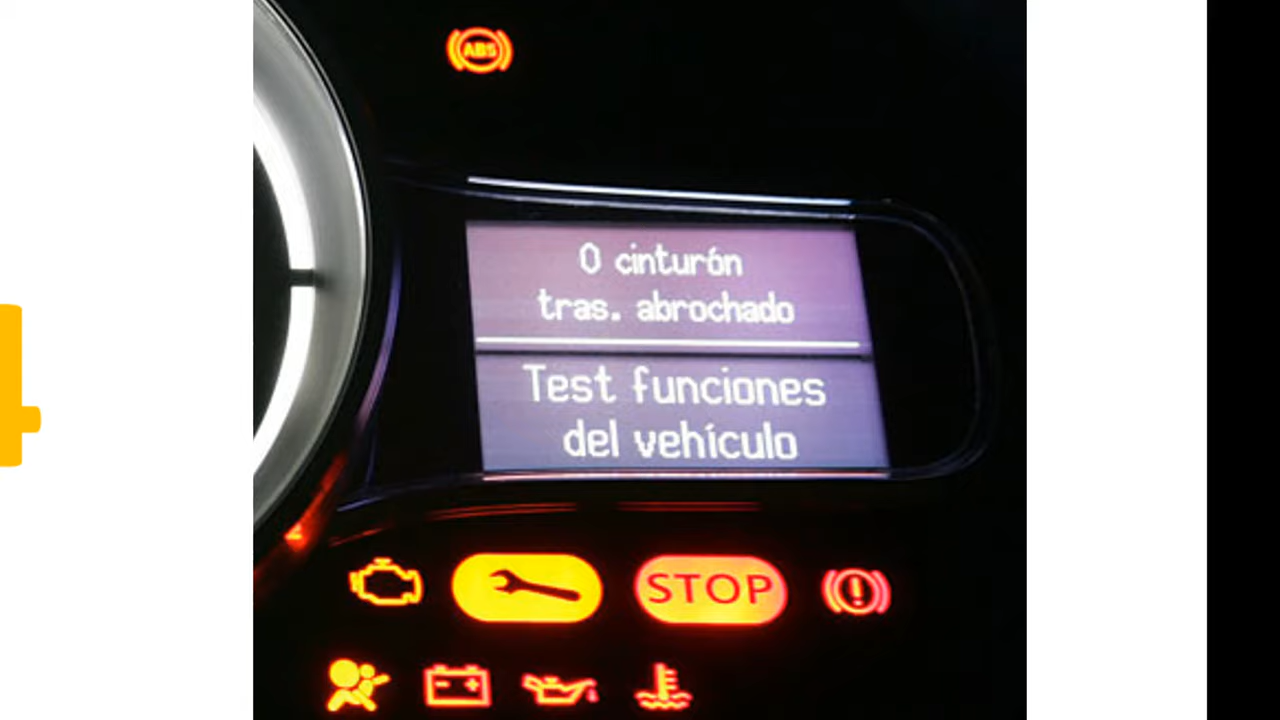 ABS
0 cinturón
tras. abrochado
Test funciones
del vehículo
STOP